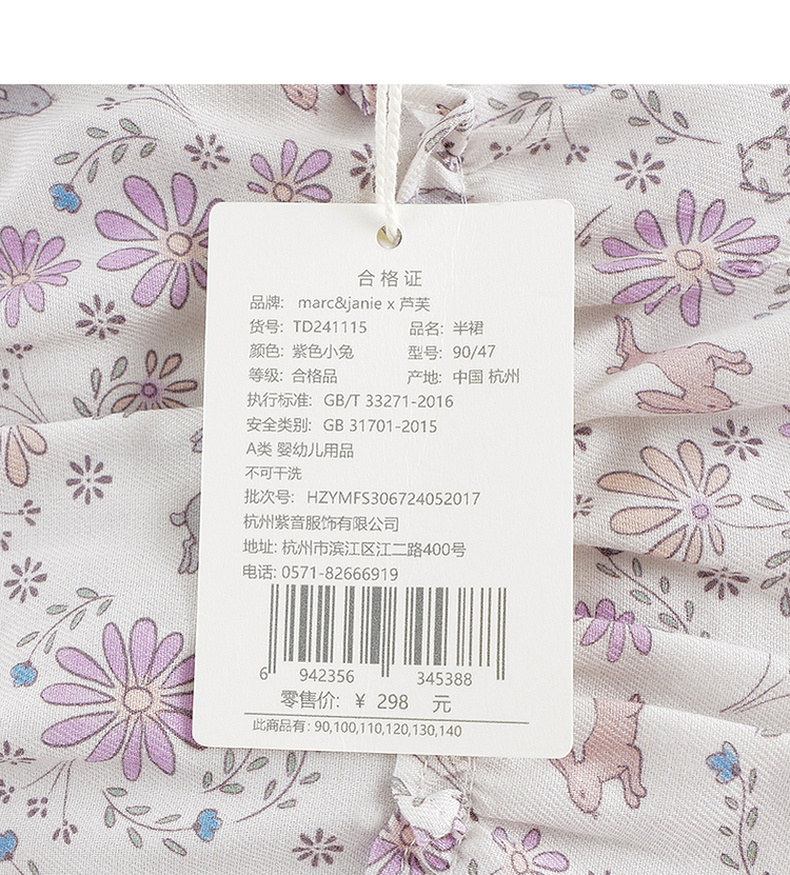 合格证
品牌: marc&janie x 芦芙
货号: TD241115 品名: 半裙
颜色: 紫色小兔 型号: 90/47
等级: 合格品 产地: 中国 杭州
执行标准: GB/T 33271-2016
安全类别: GB 31701-2015
A类 婴幼儿用品
不可干洗
批次号: HZYMFS306724052017
杭州紫音服饰有限公司
地址: 杭州市滨江区江二路400号
电话: 0571-82666919
6 942356 345388
零售价: ¥ 298 元
此商品有: 90,100,110,120,130,140